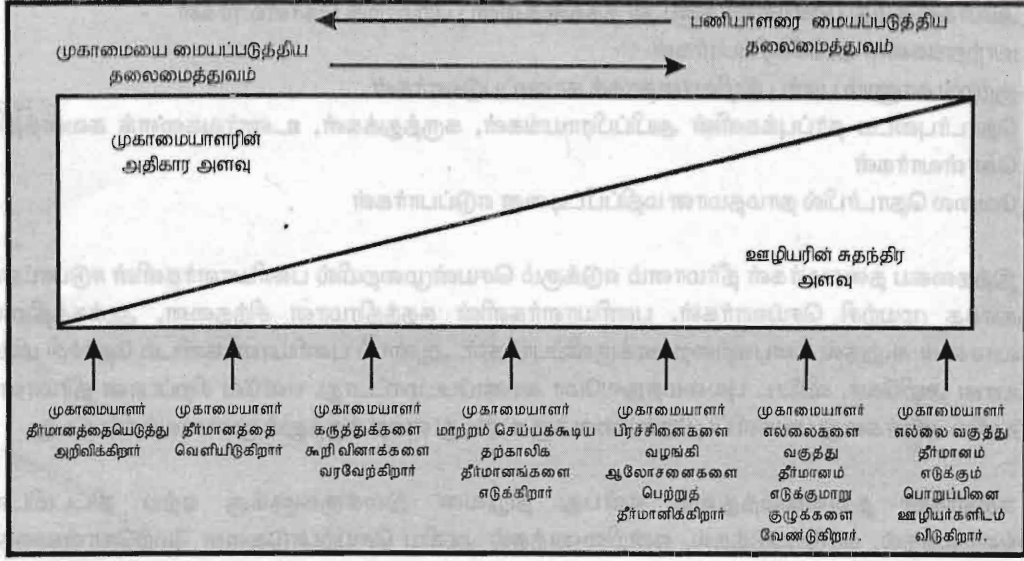 பணியாளரை மையப்படுத்திய
தலைமைத்துவம்
முகாமையை மையப்படுத்திய
தலைமைத்துவம்
முகாமையாளரின்
அதிகார அளவு
ஊழியரின் சுதந்திர
அளவு
முகாமையாளர்
தீர்மானத்தையெடுத்து
அறிவிக்கிறார்
முகாமையாளர்
தீர்மானத்தை
வெளியிடுகிறார்
முகாமையாளர்
கருத்துக்களை
கூறி வினாக்களை
வரவேற்கிறார்
முகாமையாளர்
மாற்றம் செய்யக்கூடிய
தற்காலிக
தீர்மானங்களை
எடுக்கிறார்
முகாமையாளர்
பிரச்சினைகளை
வழங்கி
ஆலோசனைகளை
பெற்றுத்
தீர்மானிக்கிறார்
முகாமையாளர்
எல்லைகளை
வகுத்து
தீர்மானம்
எடுக்குமாறு
குழுக்களை
வேண்டுகிறார்.
முகாமையாளர்
எல்லை வகுத்து
தீர்மானம்
எடுக்கும்
பொறுப்பினை
ஊழியர்களிடம்
விடுகிறார்.